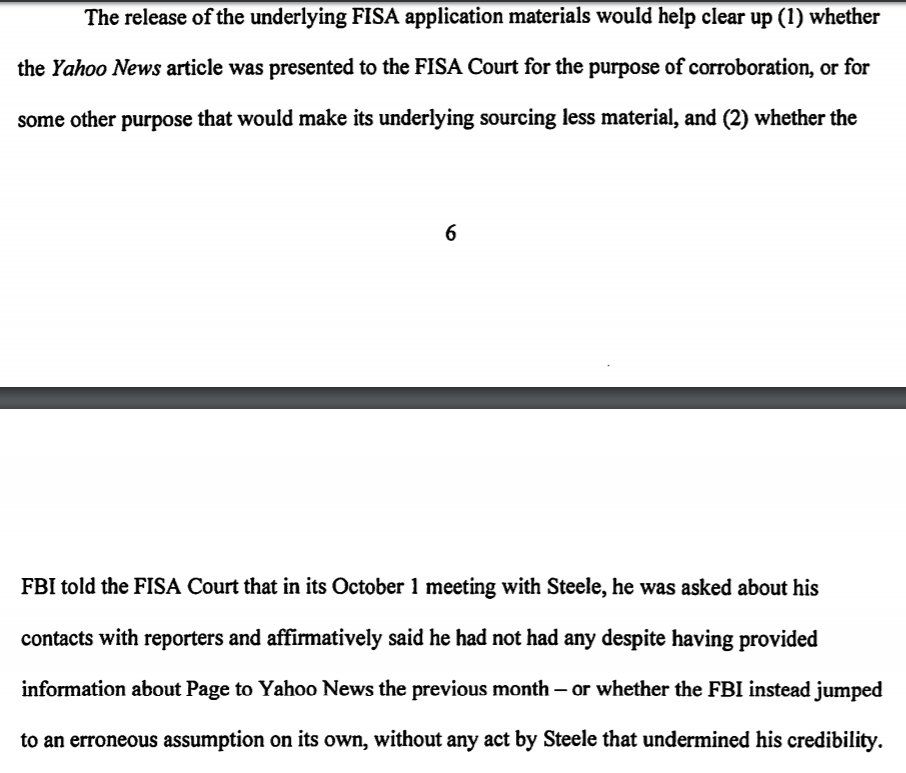 The release of the underlying FISA application materials would help clear up (1) whether
the Yahoo News article was presented to the FISA Court for the purpose of corroboration, or for
some other purpose that would make its underlying sourcing less material, and (2) whether the
6
FBI told the FISA Court that in its October 1 meeting with Steele, he was asked about his
contacts with reporters and affirmatively said he had not had any despite having provided
information about Page to Yahoo News the previous month – or whether the FBI instead jumped
to an erroneous assumption on its own, without any act by Steele that undermined his credibility.